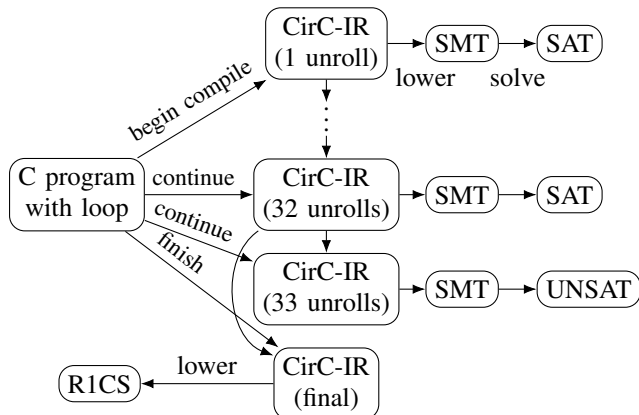 CirC-IR
(1 unroll)
SMT
SAT
lower
solve
begin compile
⋮
C program
with loop
continue
CirC-IR
(32 unrolls)
SMT
SAT
continue
finish
CirC-IR
(33 unrolls)
SMT
UNSAT
CirC-IR
(final)
lower
R1CS